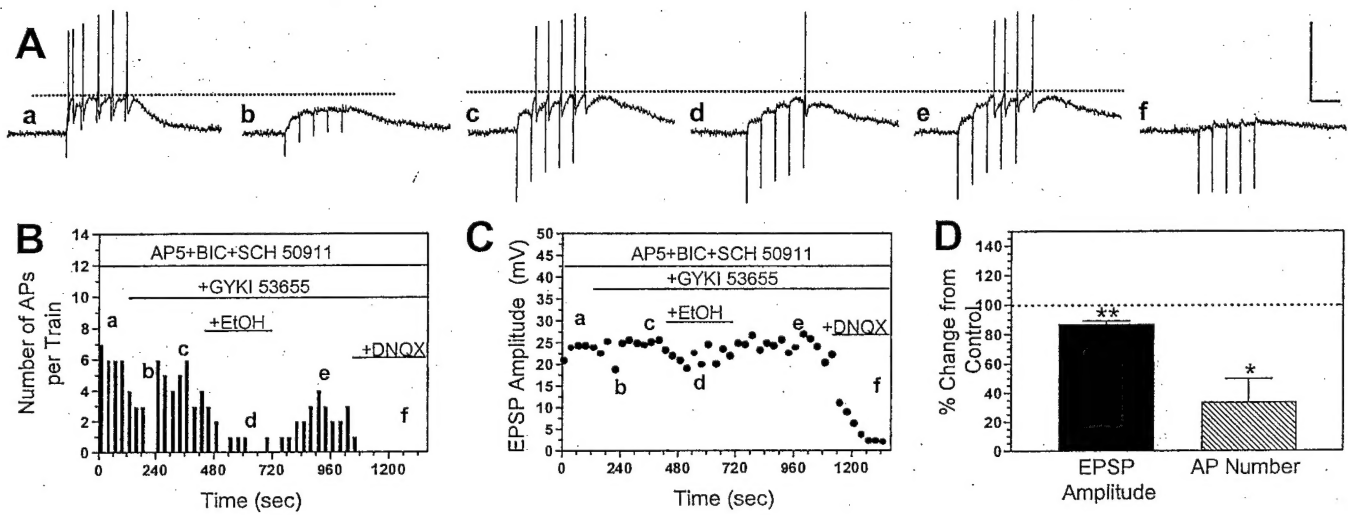 A
a
b
c
d
e
f
B
Number of APs
per Train
14
12
10
8
6
4
2
0
AP5+BIC+SCH 50911
+GYKI 53655
+EtOH
+DNQX
a
b
c
d
e
f
0 240 480 720 960 1200
Time (sec)
C
EPSP Amplitude (mV)
50
45
40
35
30
25
20
15
10
5
0
AP5+BIC+SCH 50911
+GYKI 53655
+EtOH
+DNQX
a
b
c
d
e
f
0 240 480 720 960 1200
Time (sec)
D
% Change from
Control
140
120
100
80
60
40
20
0
**
*
EPSP
Amplitude
AP Number